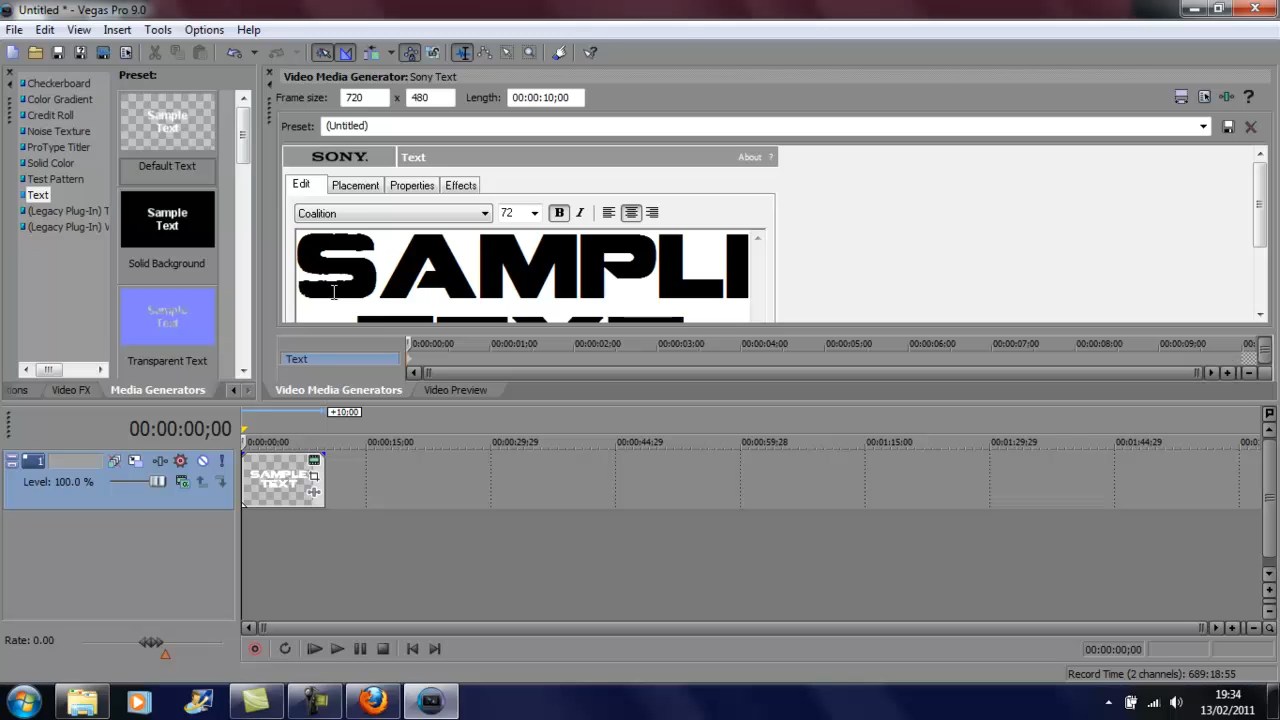 Untitled * - Vegas Pro 9.0
File Edit View Insert Tools Options Help
Checkerboard
Color Gradient
Credit Roll
Noise Texture
ProType Titler
Solid Color
Test Pattern
Text
(Legacy Plug-In) T
(Legacy Plug-In) V
Preset:
Sample
Text
Default Text
Sample
Text
Solid Background
Sample
Text
Transparent Text
tions Video FX Media Generators
Video Media Generator: Sony Text
Frame size: 720 x 480 Length: 00:00:10;00
Preset: (Untitled)
SONY. Text About ?
Edit Placement Properties Effects
Coalition 72 B I
SAMPLE
TEXT
0:00:00:00 00:00:01;00 00:00:02;00 00:00:03;00 00:00:04;00 00:00:05;00 00:00:06;00 00:00:07;00 00:00:08;00 00:00:09;00 00:
Text
Video Media Generators Video Preview
+10:00
00:00:00;00
0:00:00:00 00:00:15;00 00:00:29;29 00:00:44;29 00:00:59;28 00:01:15;00 00:01:29;29 00:01:44;29 00:0
1
Level: 100.0 %
SAMPLE
TEXT
Rate: 0.00
00:00:00;00
Record Time (2 channels): 689:18:55
19:34
13/02/2011